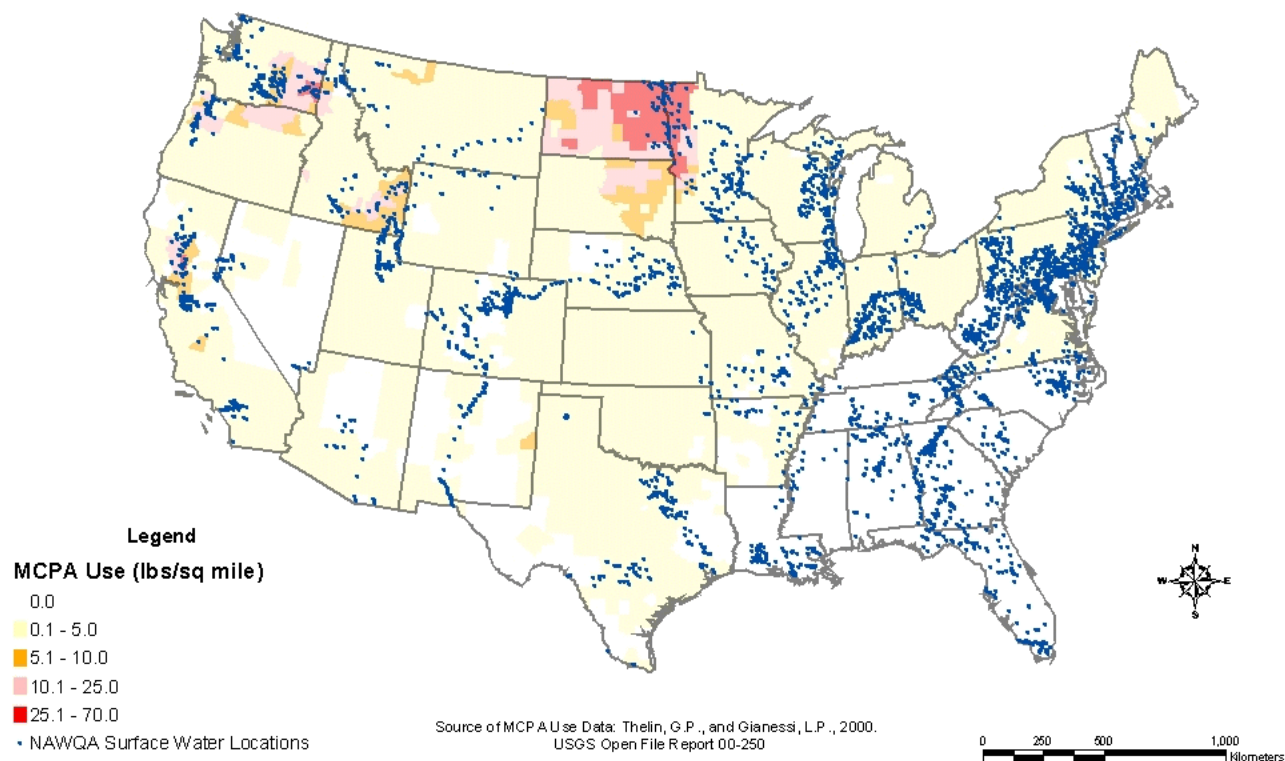 Legend
MCPA Use (lbs/sq mile)
0.0
0.1 - 5.0
5.1 - 10.0
10.1 - 25.0
25.1 - 70.0
NAWQA Surface Water Locations
Source of MCPA Use Data: Thelin, G.P., and Gianessi, L.P., 2000.
USGS Open File Report 00-250
N
W E
S
0 250 500 1,000
Kilometers